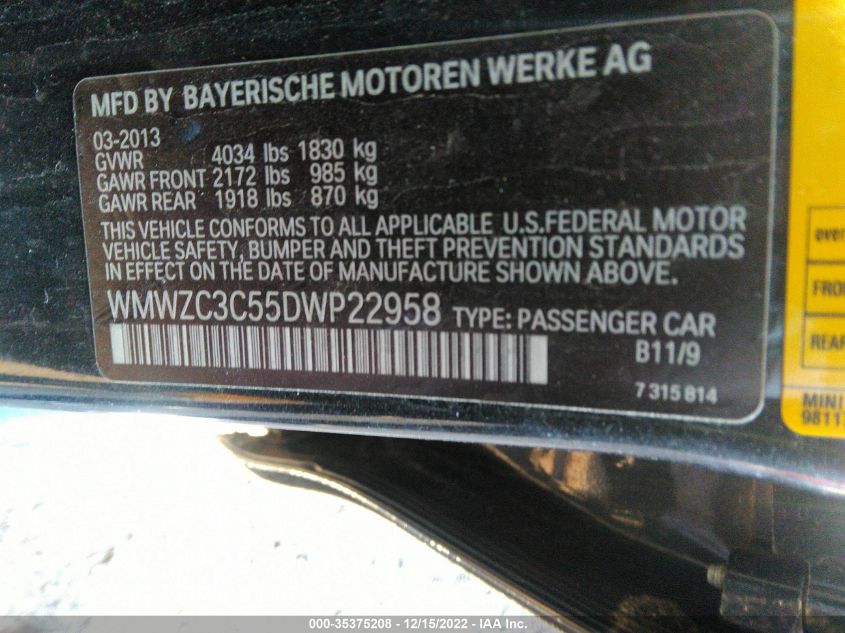 MFD BY BAYERISCHE MOTOREN WERKE AG
03-2013
GVWR 4034 lbs 1830 kg
GAWR FRONT 2172 lbs 985 kg
GAWR REAR 1918 lbs 870 kg
THIS VEHICLE CONFORMS TO ALL APPLICABLE U.S.FEDERAL MOTOR
VEHICLE SAFETY, BUMPER AND THEFT PREVENTION STANDARDS
IN EFFECT ON THE DATE OF MANUFACTURE SHOWN ABOVE.
WMWZC3C55DWP22958 TYPE: PASSENGER CAR
B11/9
7 315 814
MINI
000-35375208 - 12/15/2022 - IAA Inc.